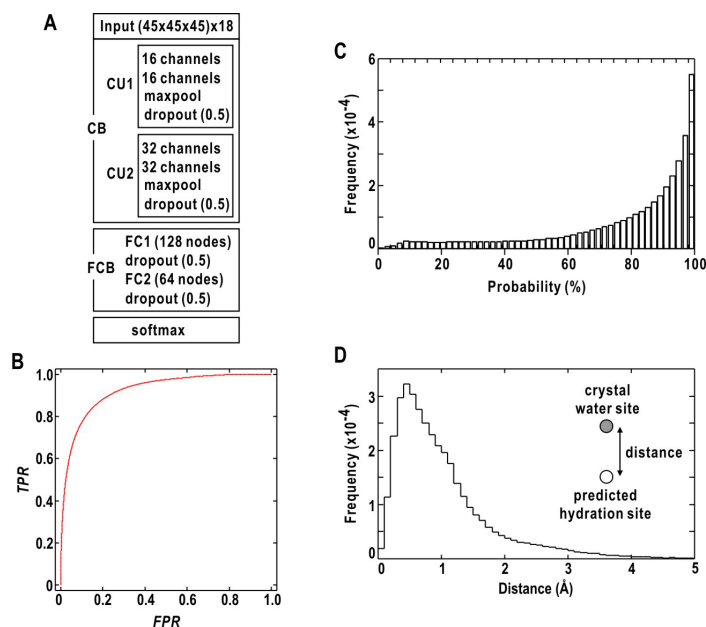 A
Input (45x45x45)x18
CB
CU1
16 channels
16 channels
maxpool
dropout (0.5)
CU2
32 channels
32 channels
maxpool
dropout (0.5)
FCB
FC1 (128 nodes)
dropout (0.5)
FC2 (64 nodes)
dropout (0.5)
softmax
B
1.0
0.8
0.6
0.4
0.2
0
TPR
0 0.2 0.4 0.6 0.8 1.0
FPR
C
6
4
2
0
Frequency (x10-4)
0 20 40 60 80 100
Probability (%)
D
3
2
1
0
Frequency (x10-4)
crystal
water site
distance
predicted
hydration site
0 1 2 3 4 5
Distance (Å)